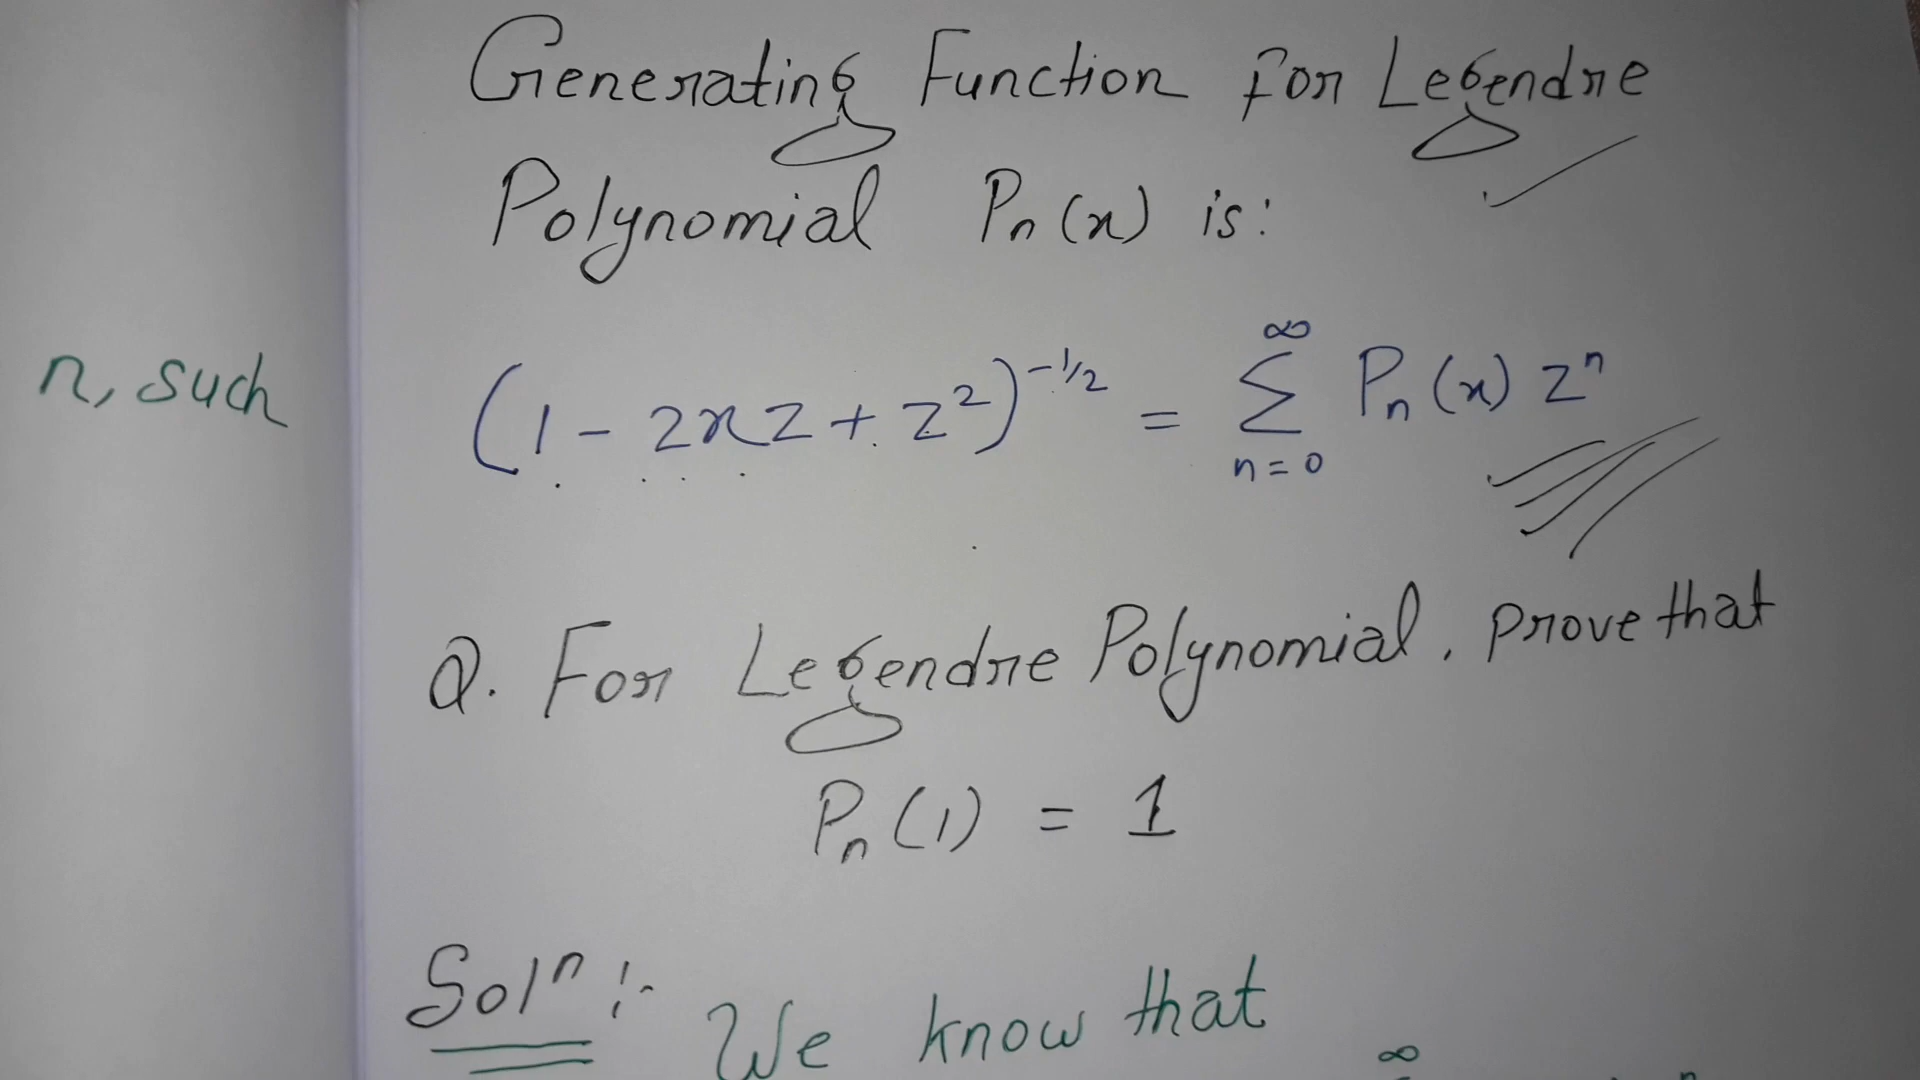 Generating Function for Legendre
Polynomial Pn(x) is:
n, such
(1 - 2xz + z²)^-1/2 = ∞ Σ n=0 Pn(x) zⁿ
Q. For Legendre Polynomial, prove that
Pn(1) = 1
Solⁿ :- We know that
∞
n